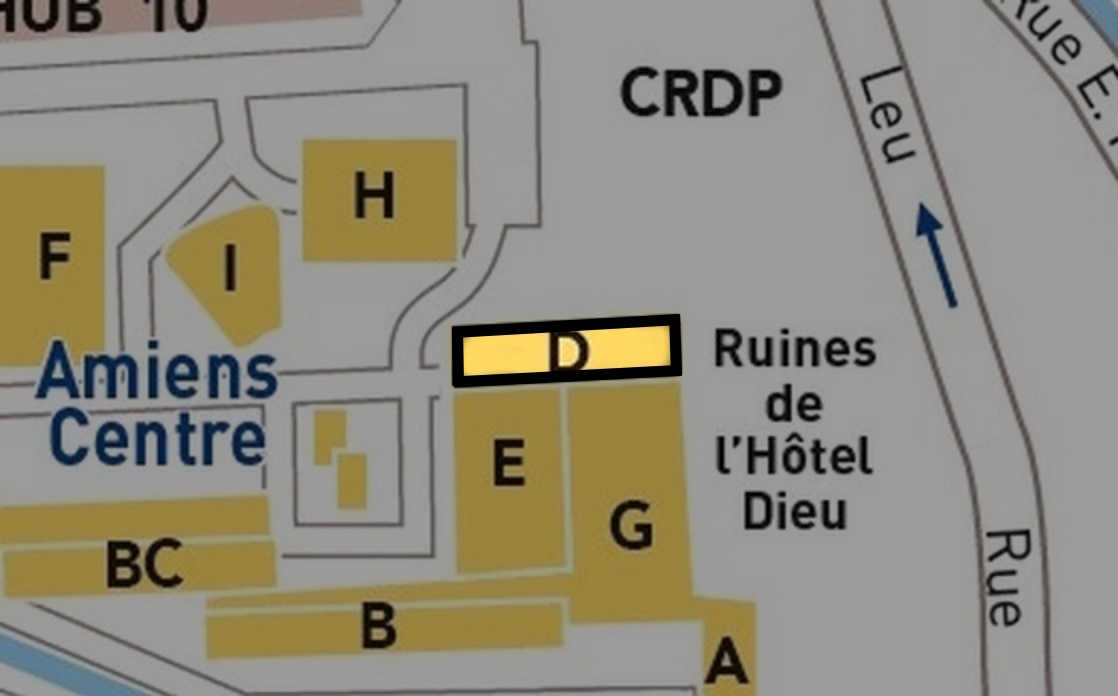 HUB 10
CRDP
Leu
Rue E.
H
F
I
D
Amiens
Centre
Ruines
de
l'Hôtel
Dieu
E
G
BC
B
A
Rue